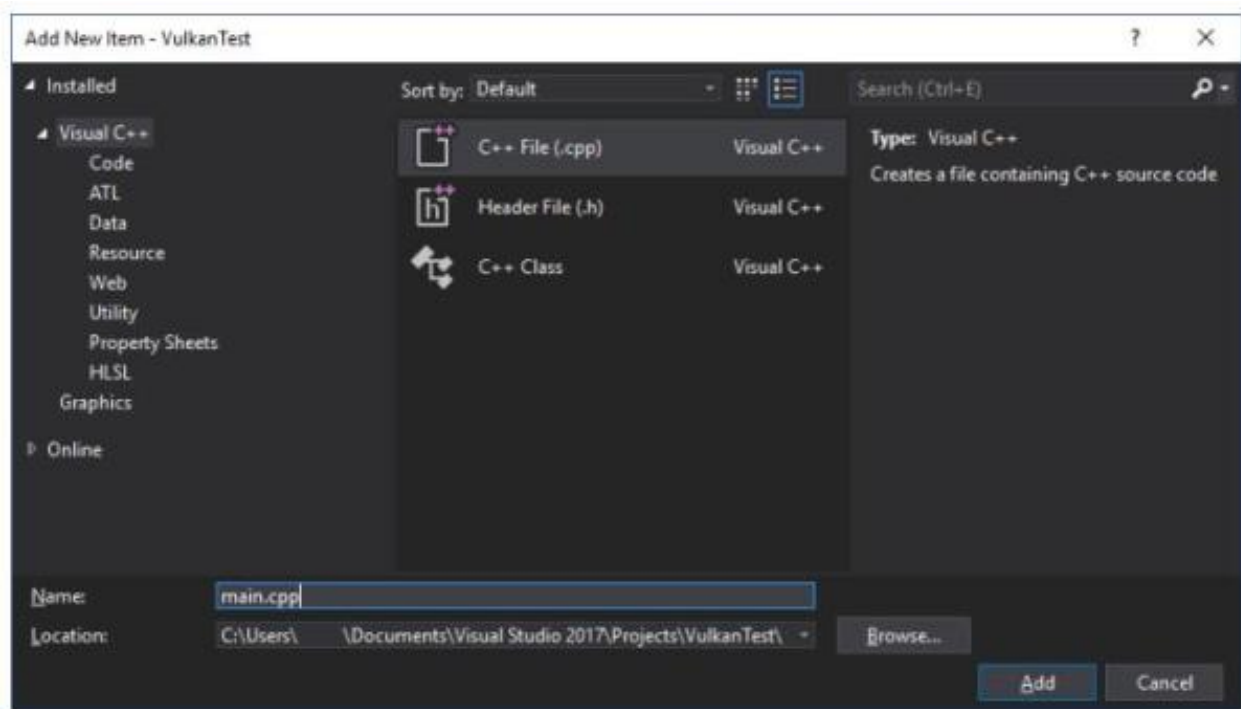 Add New Item - VulkanTest
? ×
Installed
Visual C++
Code
ATL
Data
Resource
Web
Utility
Property Sheets
HLSL
Graphics
Online
Sort by: Default
C++ File (.cpp) Visual C++
Header File (.h) Visual C++
C++ Class Visual C++
Search (Ctrl+E)
Type: Visual C++
Creates a file containing C++ source code
Name: main.cpp
Location: C:\Users\ \Documents\Visual Studio 2017\Projects\VulkanTest\ Browse...
Add Cancel